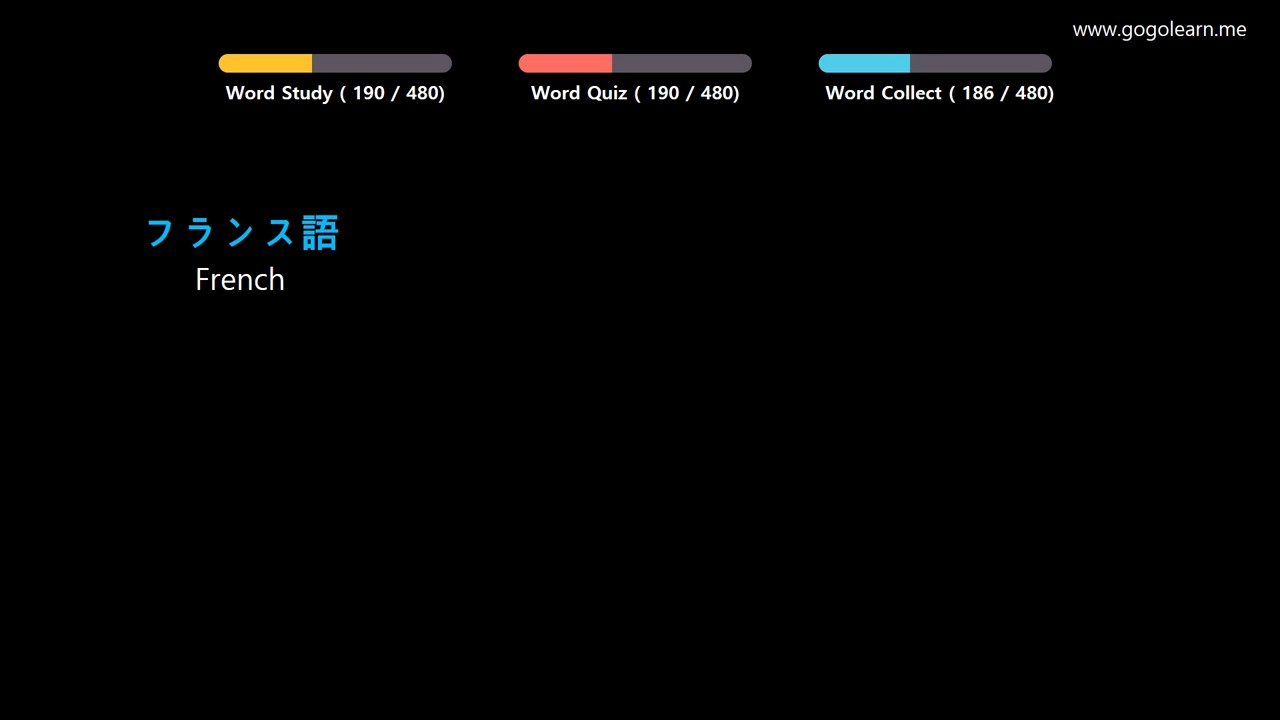 www.gogolearn.me
Word Study ( 190 / 480)
Word Quiz ( 190 / 480)
Word Collect ( 186 / 480)
フランス語
French